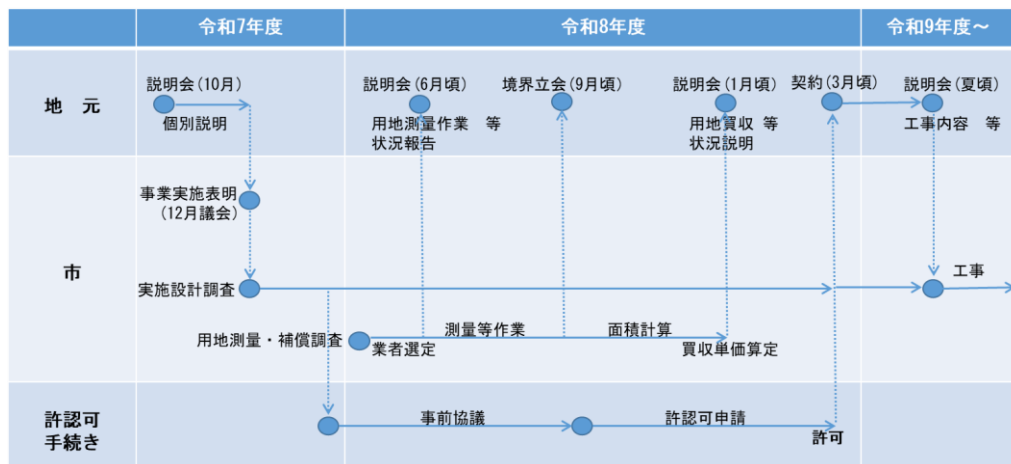 令和7年度
令和8年度
令和9年度～
地　元
説明会(10月)
個別説明
説明会(6月頃)
用地測量作業　等
状況報告
境界立会(9月頃)
説明会(1月頃)
用地買収 等
状況説明
契約(3月頃)
説明会(夏頃)
工事内容　等
市
事業実施表明
(12月議会)
実施設計調査
工事
用地測量・補償調査
業者選定
測量等作業
面積計算
買収単価算定
許認可
手続き
事前協議
許認可申請
許可